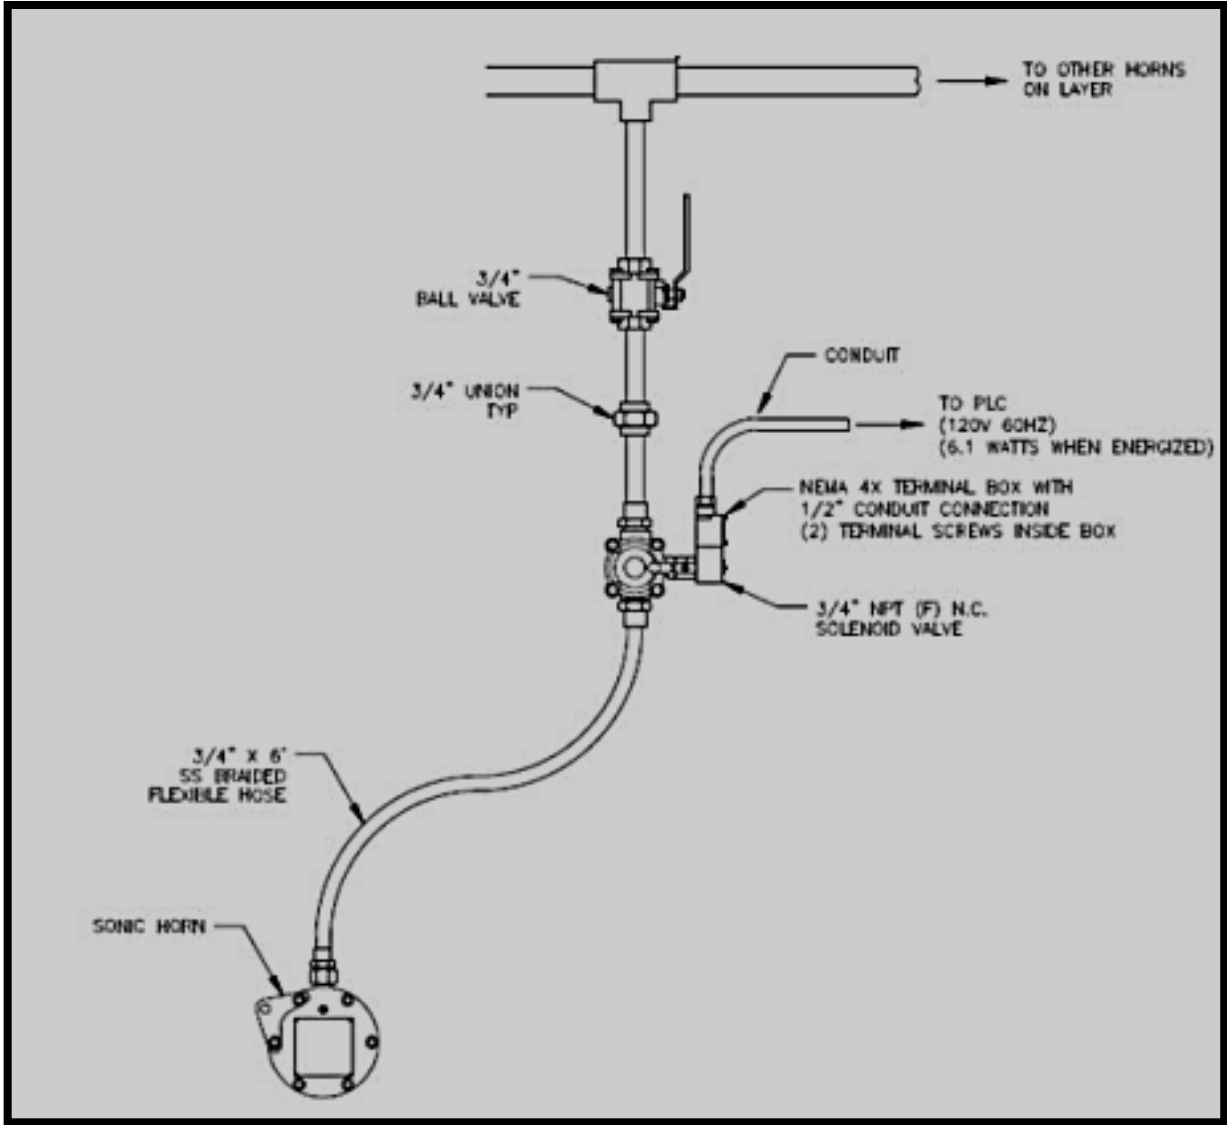 TO OTHER HORNS
ON LAYER
3/4" 
BALL VALVE
CONDUIT
3/4" UNION
TYP
TO PLC
(120V 60HZ)
(6.1 WATTS WHEN ENERGIZED)
NEMA 4X TERMINAL BOX WITH
1/2" CONDUIT CONNECTION
(2) TERMINAL SCREWS INSIDE BOX
3/4" NPT (F) N.C.
SOLENOID VALVE
3/4" X 6'
SS BRAIDED
FLEXIBLE HOSE
SONIC HORN